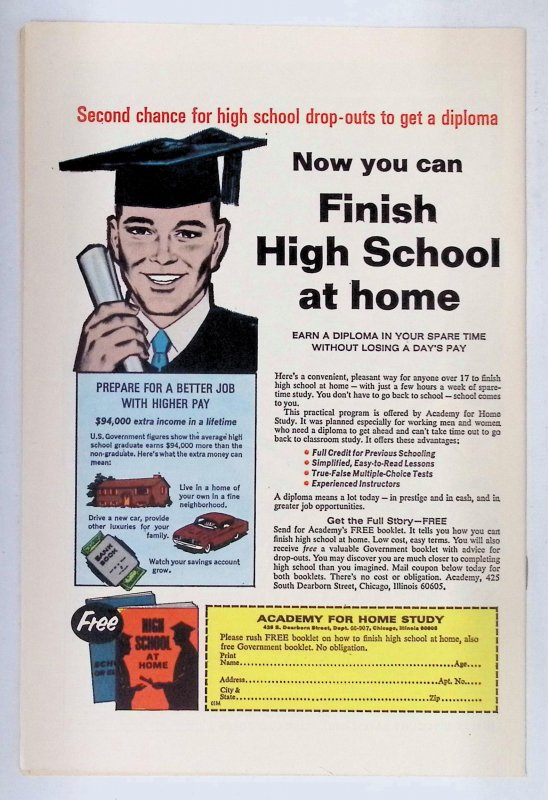 Second chance for high school drop-outs to get a diploma
Now you can
Finish
High School
at home
EARN A DIPLOMA IN YOUR SPARE TIME
WITHOUT LOSING A DAY'S PAY
PREPARE FOR A BETTER JOB
WITH HIGHER PAY
$94,000 extra income in a lifetime
U.S. Government figures show the average high
school graduate earns $94,000 more than the
non-graduate. Here's what the extra money can
mean:
Live in a home of
your own in a fine
neighborhood.
Drive a new car, provide
other luxuries for your
family.
BANK
BOOK
Watch your savings account
grow.
Here's a convenient, pleasant way for anyone over 17 to finish
high school at home — with just a few hours a week of spare-
time study. You don't have to go back to school — school comes
to you.
This practical program is offered by Academy for Home
Study. It was planned especially for working men and women
who need a diploma to get ahead and can't take time out to go
back to classroom study. It offers these advantages:
• Full Credit for Previous Schooling
• Simplified, Easy-to-Read Lessons
• True-False Multiple-Choice Tests
• Experienced Instructors
A diploma means a lot today — in prestige and in cash, and in
greater job opportunities.
Get the Full Story—FREE
Send for Academy's FREE booklet. It tells you how you can
finish high school at home. Low cost, easy terms. You will also
receive free a valuable Government booklet with advice for
drop-outs. You may discover you are much closer to completing
high school than you imagined. Mail coupon below today for
both booklets. There's no cost or obligation. Academy, 425
South Dearborn Street, Chicago, Illinois 60605.
Free
HIGH
SCHOOL
AT
HOME
ACADEMY FOR HOME STUDY
425 S. Dearborn Street, Dept. Chicago, Illinois 60605
Please rush FREE booklet on how to finish high school at home, also
free Government booklet. No obligation.
Print
Name Age
Address Apt. No.
City &
State Zip